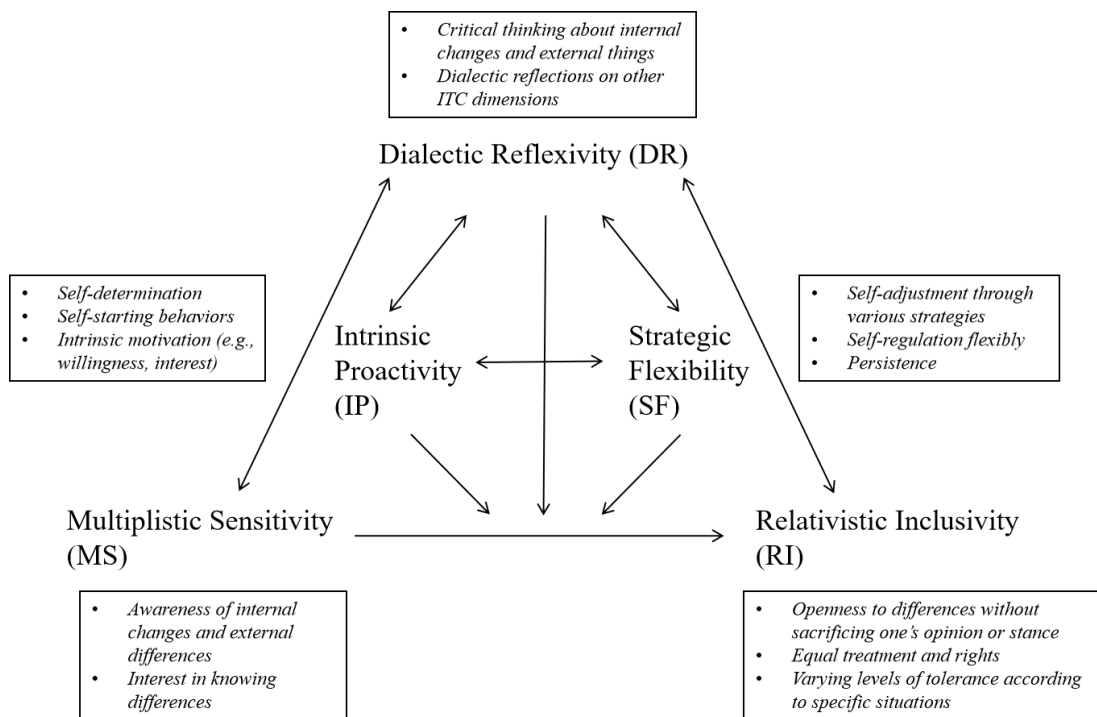 • Critical thinking about internal
changes and external things
• Dialectic reflections on other
ITC dimensions
Dialectic Reflexivity (DR)
• Self-determination
• Self-starting behaviors
• Intrinsic motivation (e.g.,
willingness, interest)
• Self-adjustment through
various strategies
• Self-regulation flexibly
• Persistence
Intrinsic
Proactivity
(IP)
Strategic
Flexibility
(SF)
Multiplistic Sensitivity
(MS)
Relativistic Inclusivity
(RI)
• Awareness of internal
changes and external
differences
• Interest in knowing
differences
• Openness to differences without
sacrificing one’s opinion or stance
• Equal treatment and rights
• Varying levels of tolerance according
to specific situations